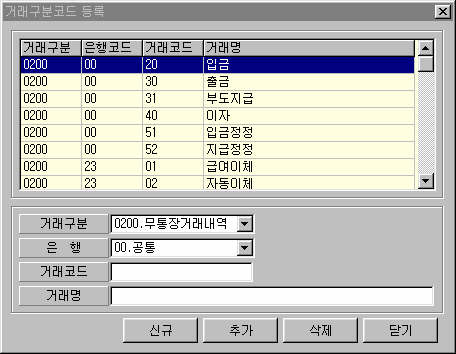 거래구분코드 등록
거래구분 은행코드 거래코드 거래명
0200 00 20 입금
0200 00 30 출금
0200 00 31 부도지급
0200 00 40 이자
0200 00 51 입금정정
0200 00 52 지급정정
0200 23 01 급여이체
0200 23 02 자동이체
거래구분 0200.무통장거래내역
은 행 00.공통
거래코드
거래명
신규 추가 삭제 닫기